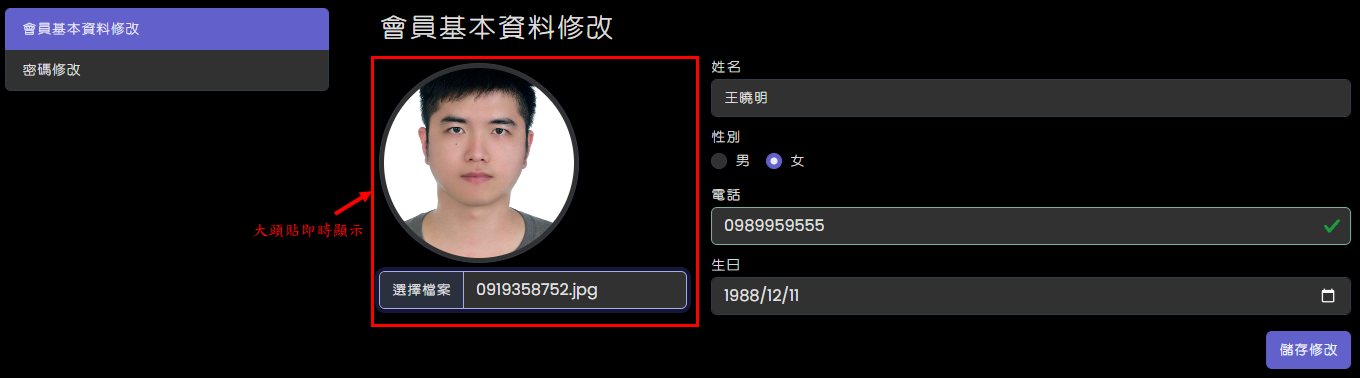 會員基本資料修改
密碼修改
會員基本資料修改
大頭貼即時顯示
選擇檔案 0919358752.jpg
姓名
王曉明
性別
男 女
電話
0989959555
生日
1988/12/11
儲存修改